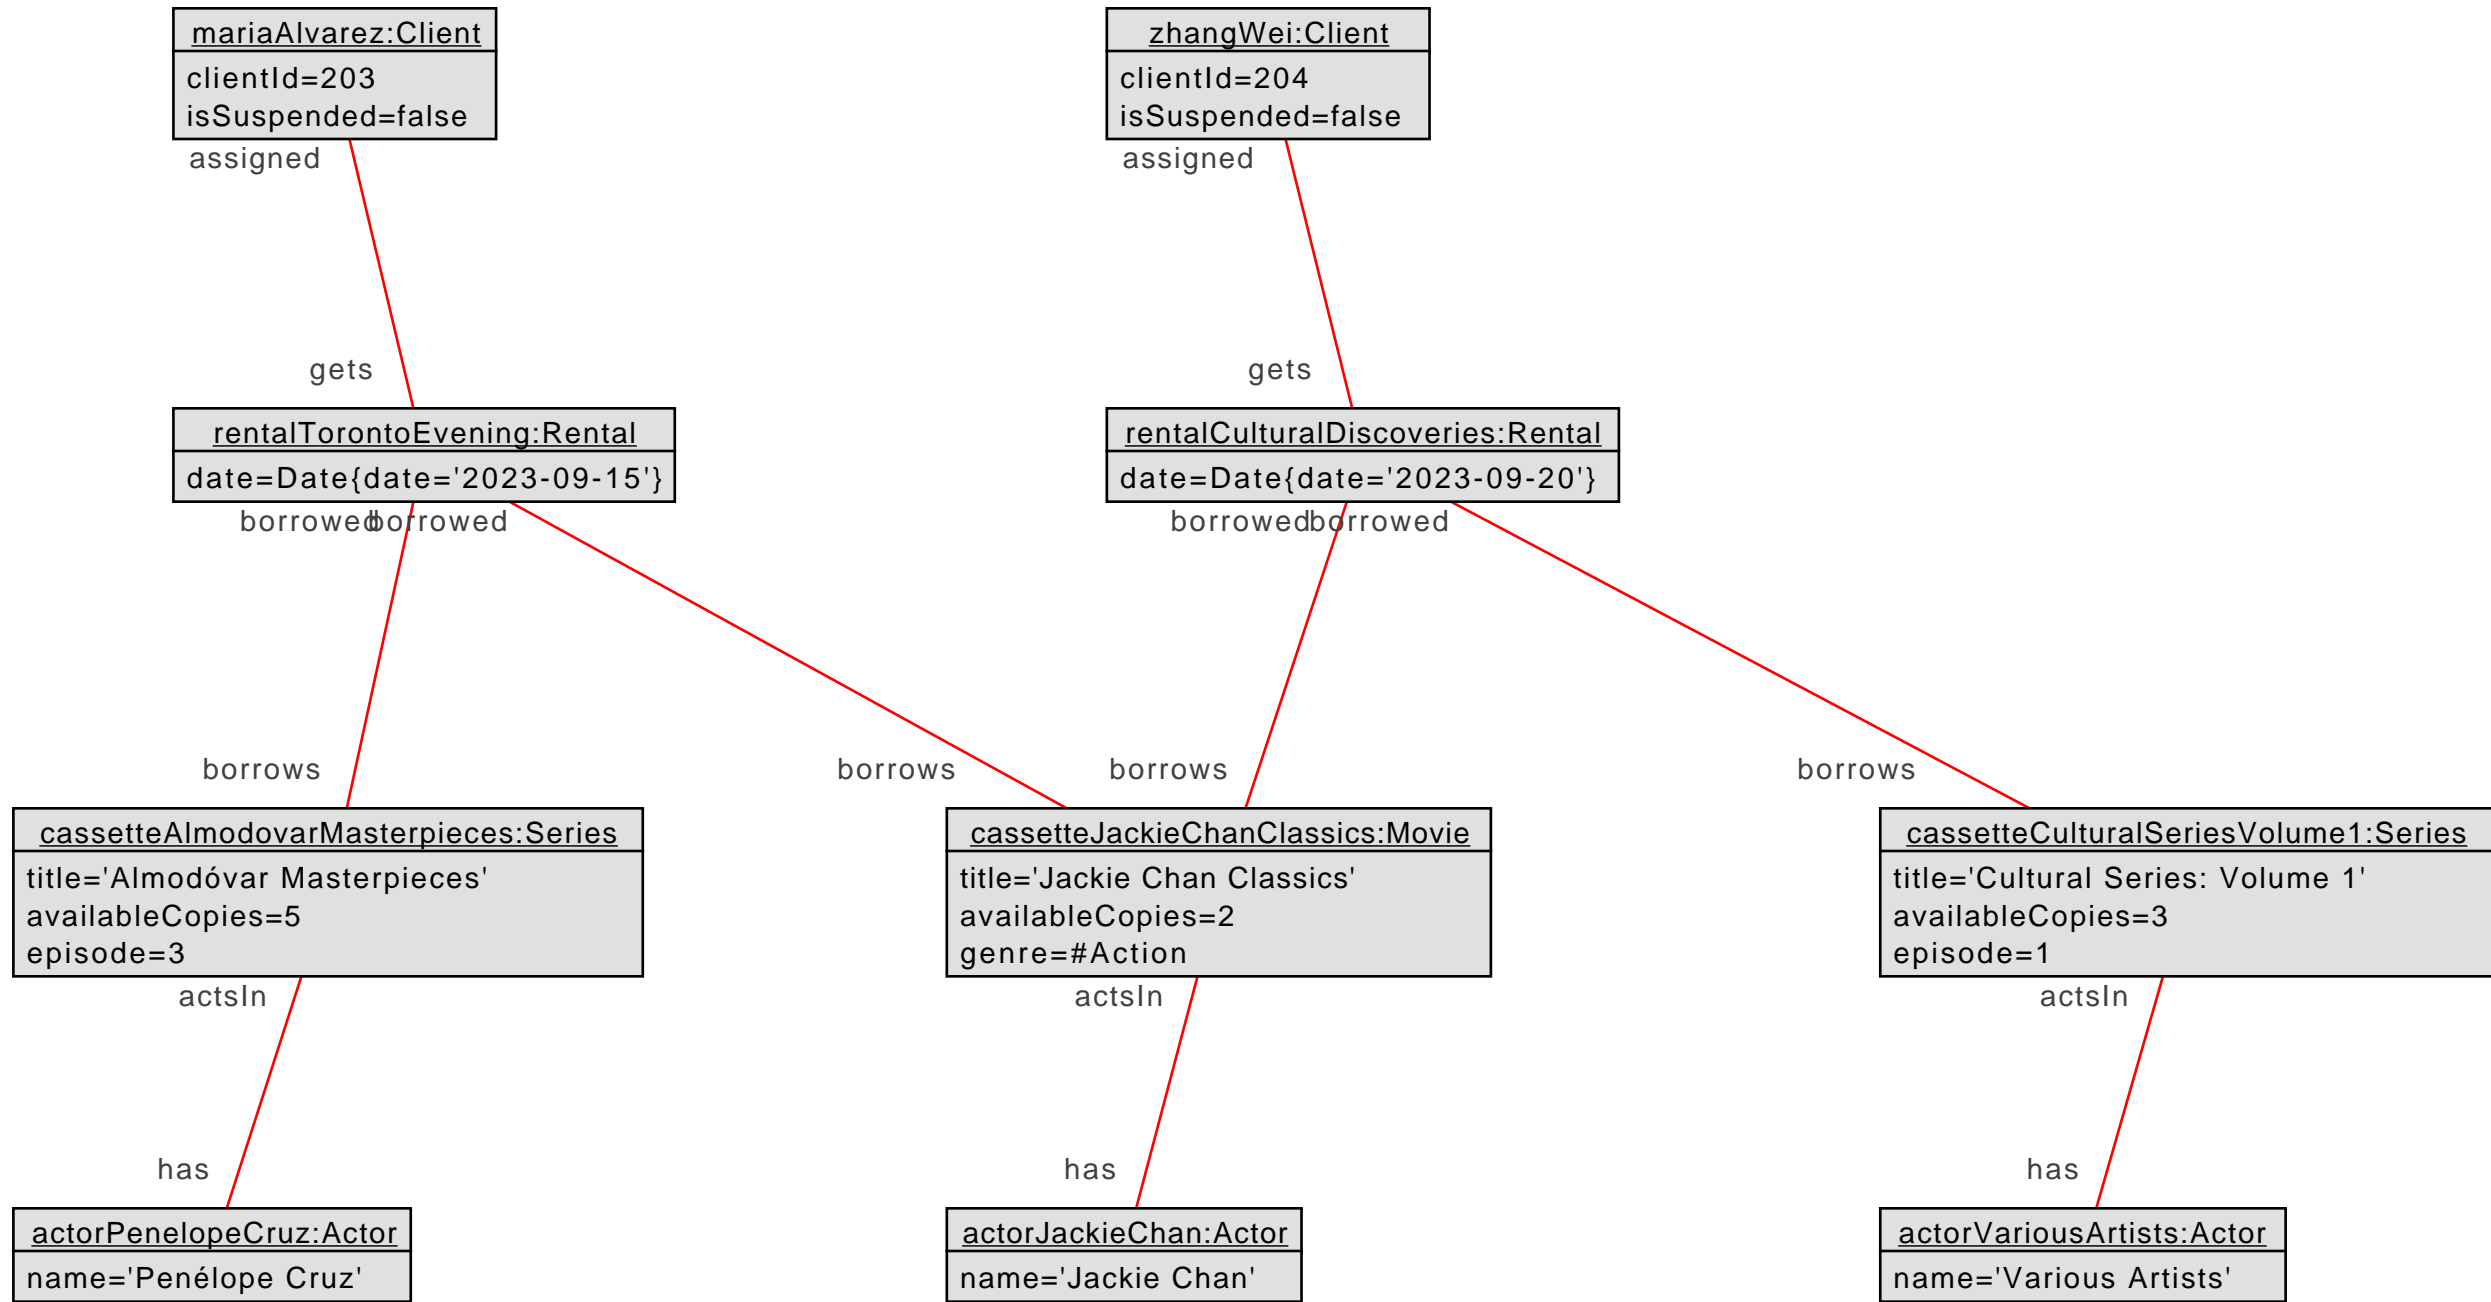 mariaAlvarez:Client
clientId=203
isSuspended=false
assigned
zhangWei:Client
clientId=204
isSuspended=false
assigned
gets
gets
rentalTorontoEvening:Rental
date=Date{date='2023-09-15'}
borrowed
borrowed
rentalCulturalDiscoveries:Rental
date=Date{date='2023-09-20'}
borrowed
borrowed
borrows
borrows
borrows
borrows
cassetteAlmodovarMasterpieces:Series
title='Almodóvar Masterpieces'
availableCopies=5
episode=3
actsIn
cassetteJackieChanClassics:Movie
title='Jackie Chan Classics'
availableCopies=2
genre=#Action
actsIn
cassetteCulturalSeriesVolume1:Series
title='Cultural Series: Volume 1'
availableCopies=3
episode=1
actsIn
has
has
has
actorPenelopeCruz:Actor
name='Penélope Cruz'
actorJackieChan:Actor
name='Jackie Chan'
actorVariousArtists:Actor
name='Various Artists'